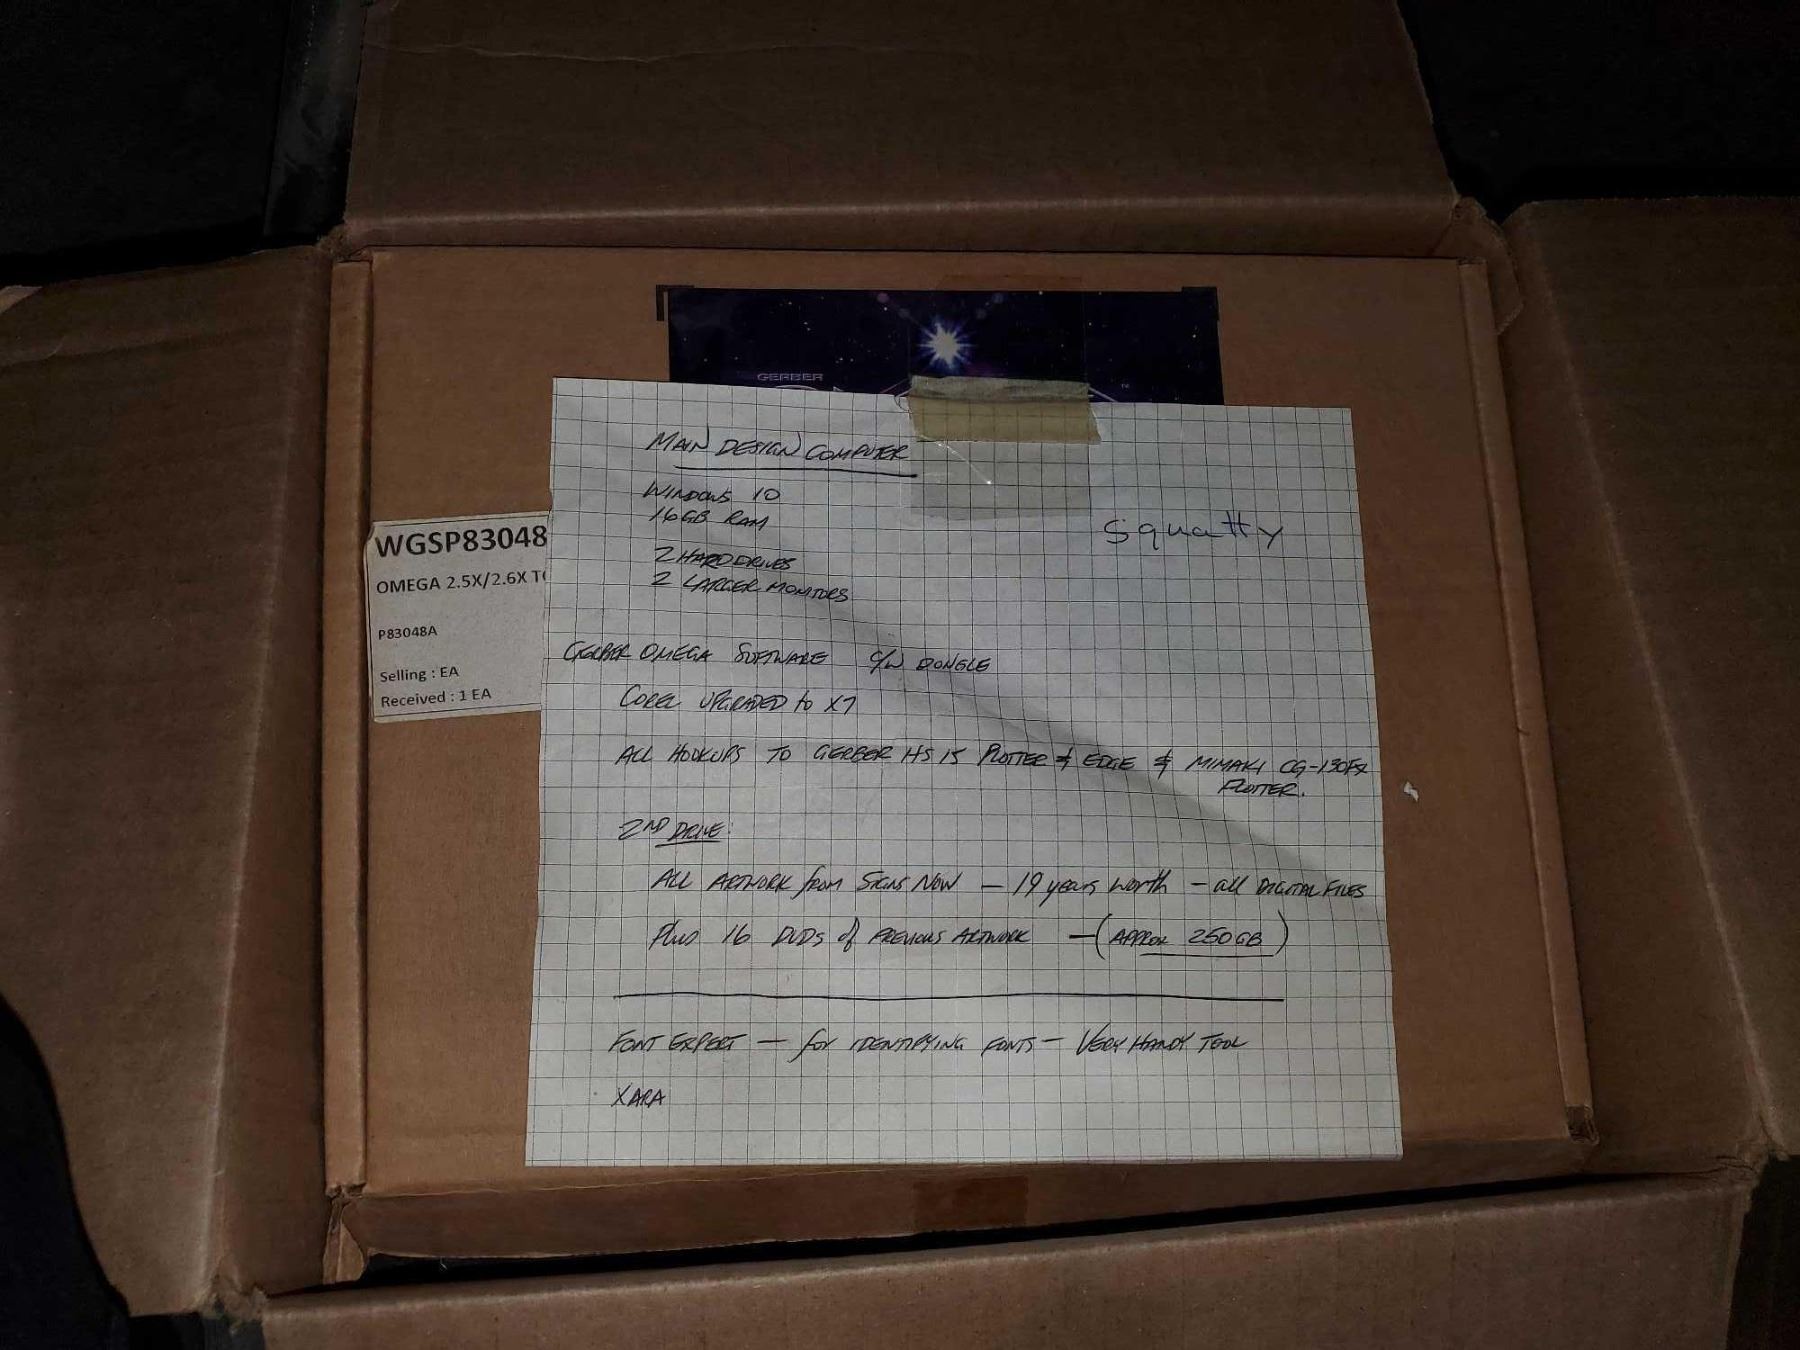 GERBER
TM
MAIN DESIGN COMPUTER
WINDOWS 10
16GB RAM
Squatty
2 HARD DRIVES
2 LARGER MONITORS
WGSP83048
OMEGA 2.5X/2.6X
P83048A
Selling : EA
Received : 1 EA
GERBER OMEGA SOFTWARE C/W DONGLE
COREL UPGRADED to X7
ALL HOOKUPS TO GERBER HS 15 PLOTTER & EDGE & MIMAKI CG-130FX
PLOTTER.
2ND DRIVE:
ALL ARTWORK from SIGNS NOW – 19 years worth – all DIGITAL FILES
Plus 16 DVDs of PREVIOUS ARTWORK – (APPROX 250GB)
FONT EXPERT – for IDENTIFYING FONTS – VERY HANDY TOOL
XARA